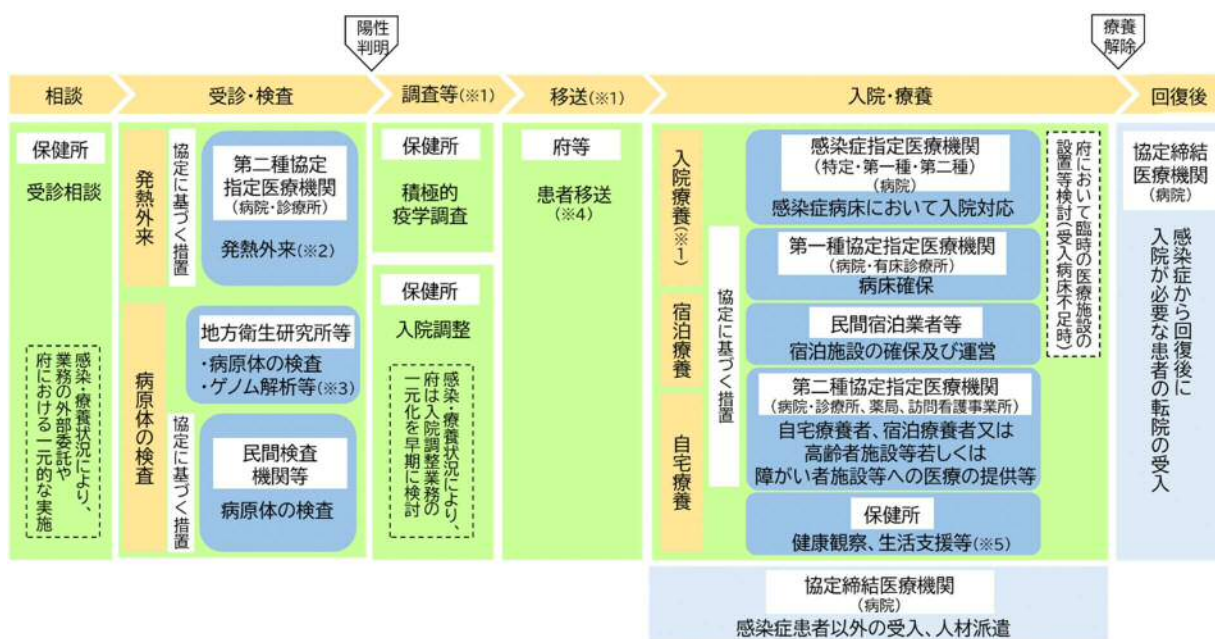 陽性
判明
療養
解除
相談
受診・検査
調査等(※1)
移送(※1)
入院・療養
回復後
保健所
受診相談
感染・療養状況により、
業務の外部委託や
府における一元的な実施
発熱外来
協定に基づく措置
第二種協定
指定医療機関
(病院・診療所)
発熱外来(※2)
病原体の検査
地方衛生研究所等
・病原体の検査
・ゲノム解析等(※3)
協定に基づく措置
民間検査
機関等
病原体の検査
保健所
積極的
疫学調査
保健所
入院調整
感染・療養状況により、
府は入院調整業務の
一元化を早期に検討
府等
患者移送
(※4)
入院療養(※1)
宿泊療養
自宅療養
協定に基づく措置
感染症指定医療機関
(特定・第一種・第二種)
(病院)
感染症病床において入院対応
第一種協定指定医療機関
(病院・有床診療所)
病床確保
民間宿泊業者等
宿泊施設の確保及び運営
第二種協定指定医療機関
(病院・診療所、薬局、訪問看護事業所)
自宅療養者、宿泊療養者又は
高齢者施設等若しくは
障がい者施設等への医療の提供等
保健所
健康観察、生活支援等(※5)
府において臨時の医療施設の
設置等検討(受入病床不足時)
協定締結医療機関
(病院)
感染症患者以外の受入、人材派遣
協定締結
医療機関
(病院)
感染症から回復後に
入院が必要な患者の転院の受入